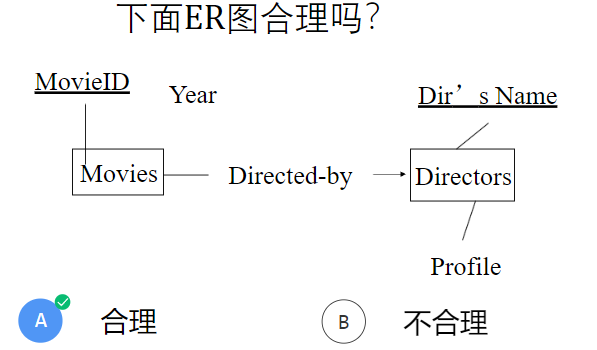 下面ER图合理吗？
MovieID
Year
Dir’s Name
Movies
Directed-by
Directors
Profile
A 合理
B 不合理